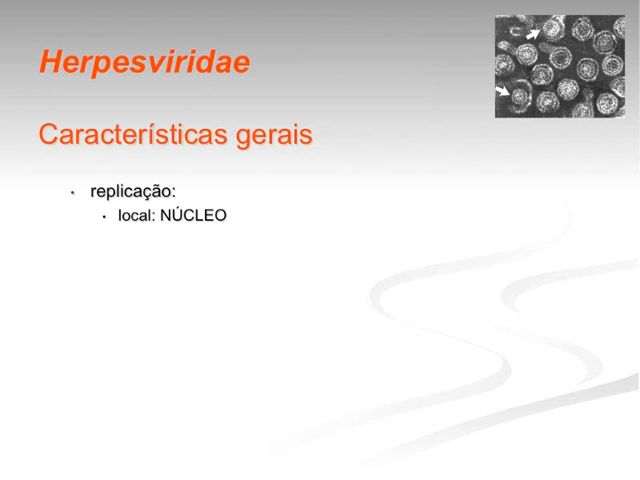 Herpesviridae
Características gerais
• replicação:
• local: NÚCLEO